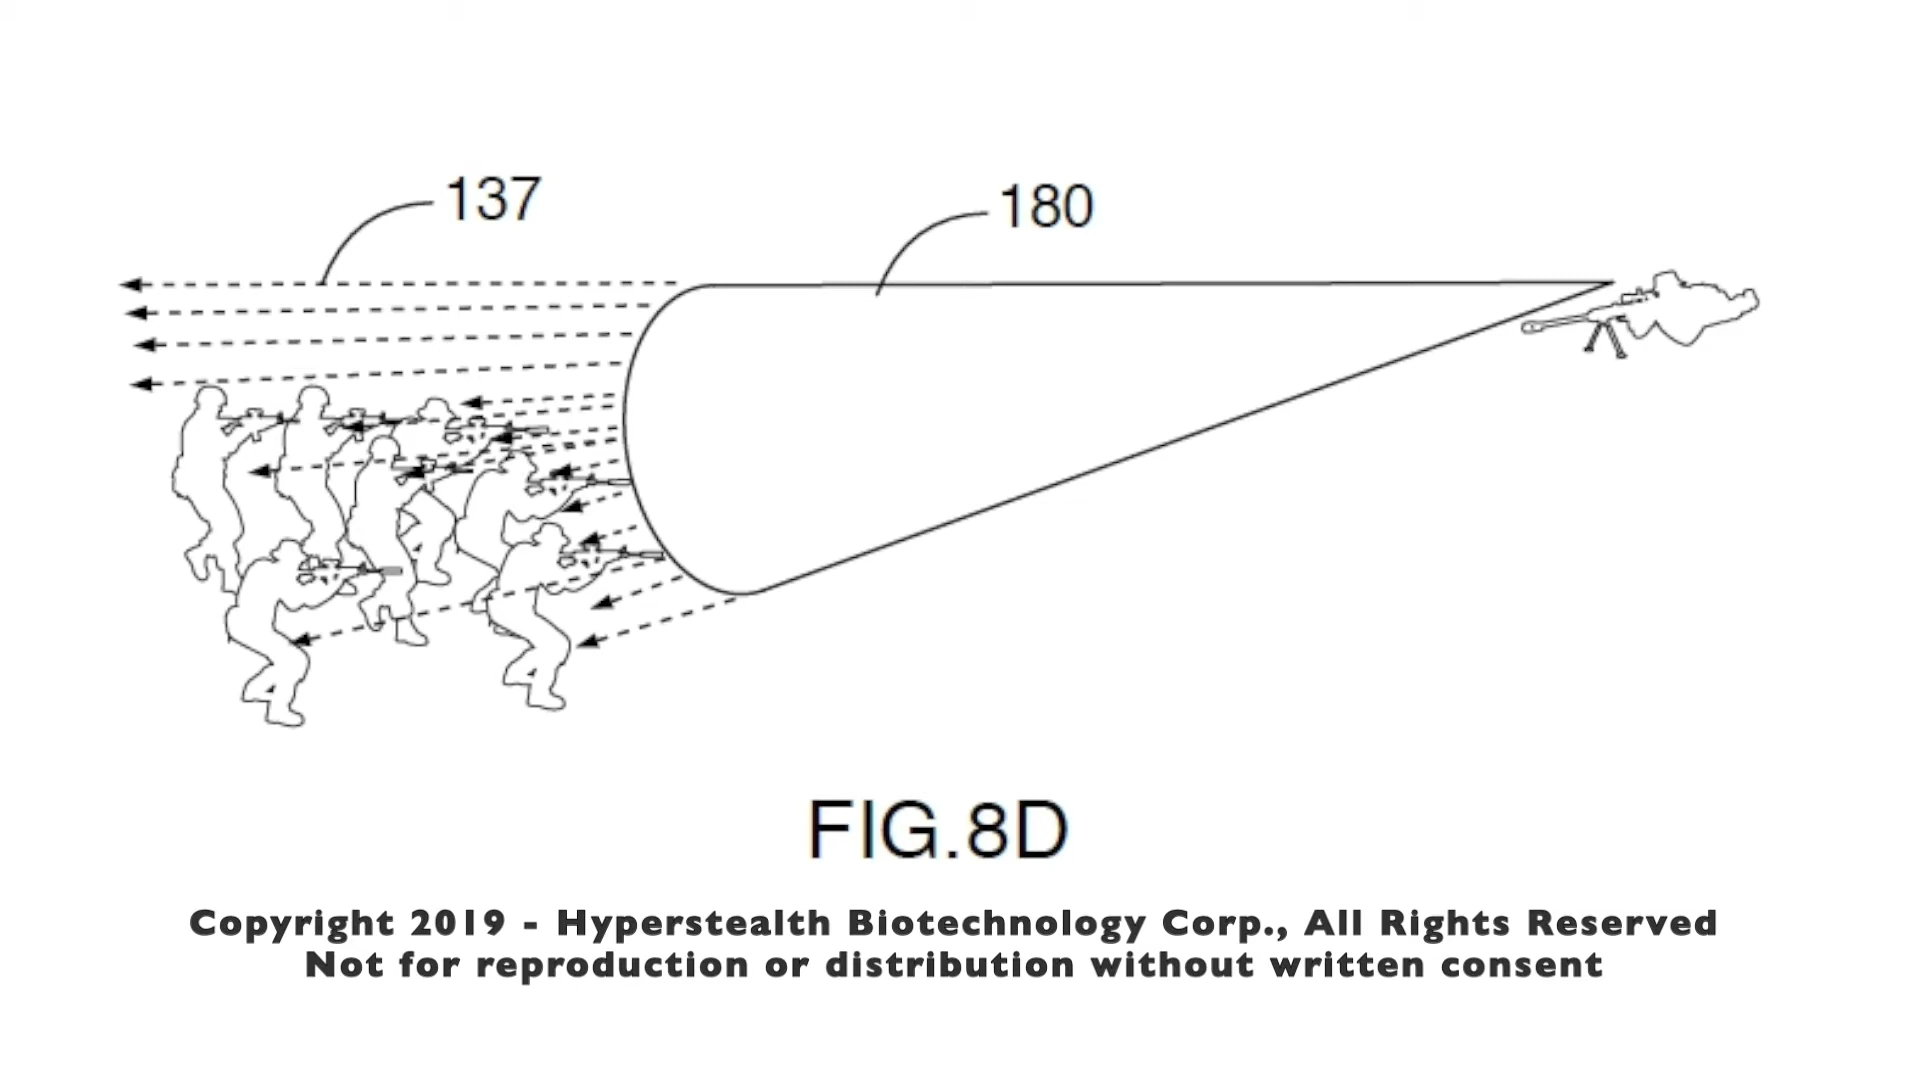 137
180
FIG.8D
Copyright 2019 - Hyperstealth Biotechnology Corp., All Rights Reserved
Not for reproduction or distribution without written consent